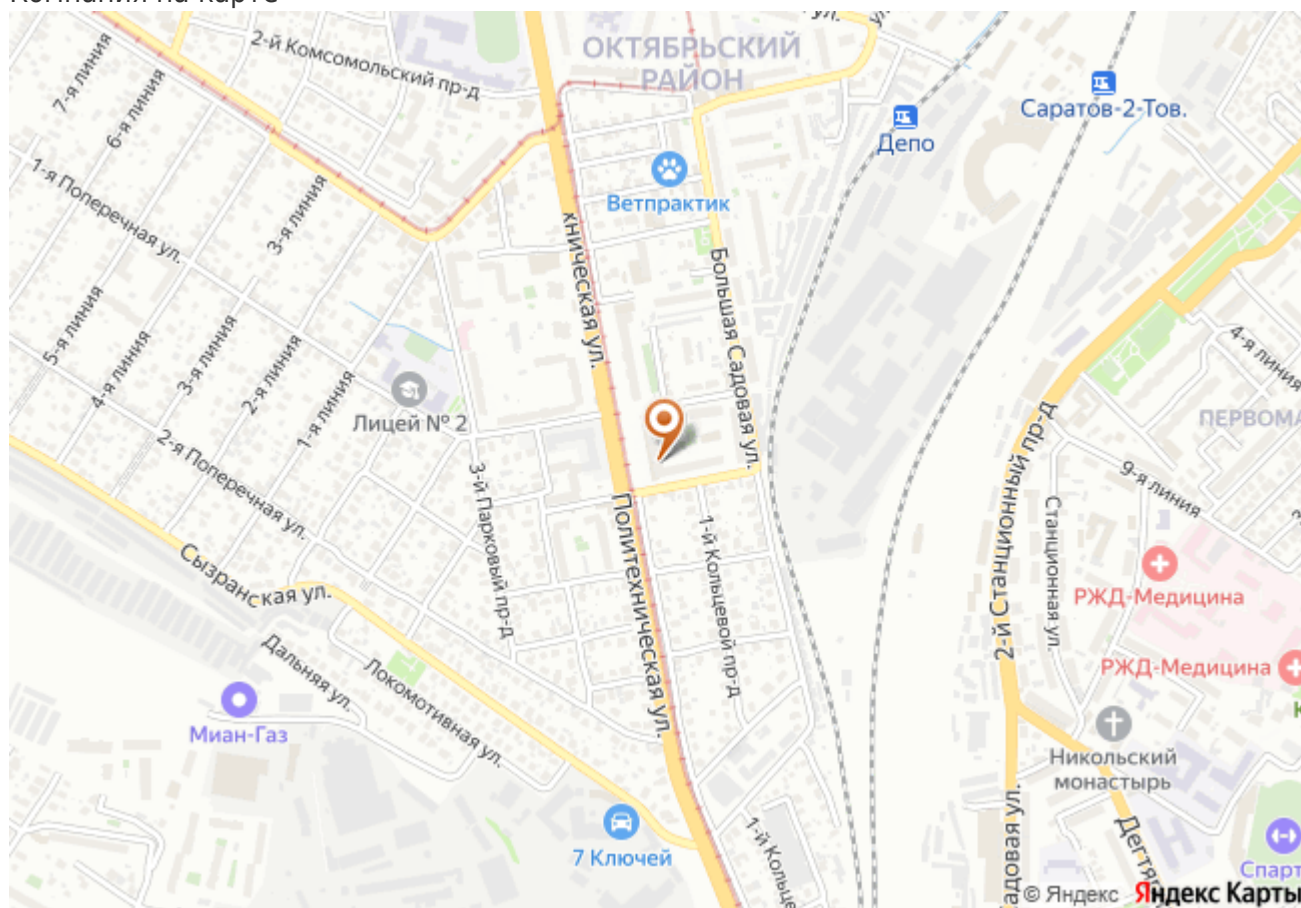 Компания на карте
ОКТЯБРЬСКИЙ
РАЙОН
ул.
2-й Комсомольский пр-д
7-я линия
6-я линия
Саратов-2-Тов.
Депо
1-я Поперечная ул.
3-я линия
Ветпрактик
хническая ул.
Большая Садовая ул.
5-я линия
4-я линия
3-я линия
2-я линия
1-я линия
Лицей № 2
4-я линия
ПЕРВОМА
2-й Станционный пр-д
9-я линия
2-я Поперечная ул.
3-й Парковый пр-д
Политехническая ул.
1-й Кольцевой пр-д
Станционная ул.
Сызранская ул.
РЖД-Медицина
РЖД-Медицина
Дальняя ул.
Локомотивная ул.
Миан-Газ
Никольский
монастырь
7 Ключей
1-й Кольце
адовая ул.
Дегтяр
Спарт
© Яндекс Яндекс Карты